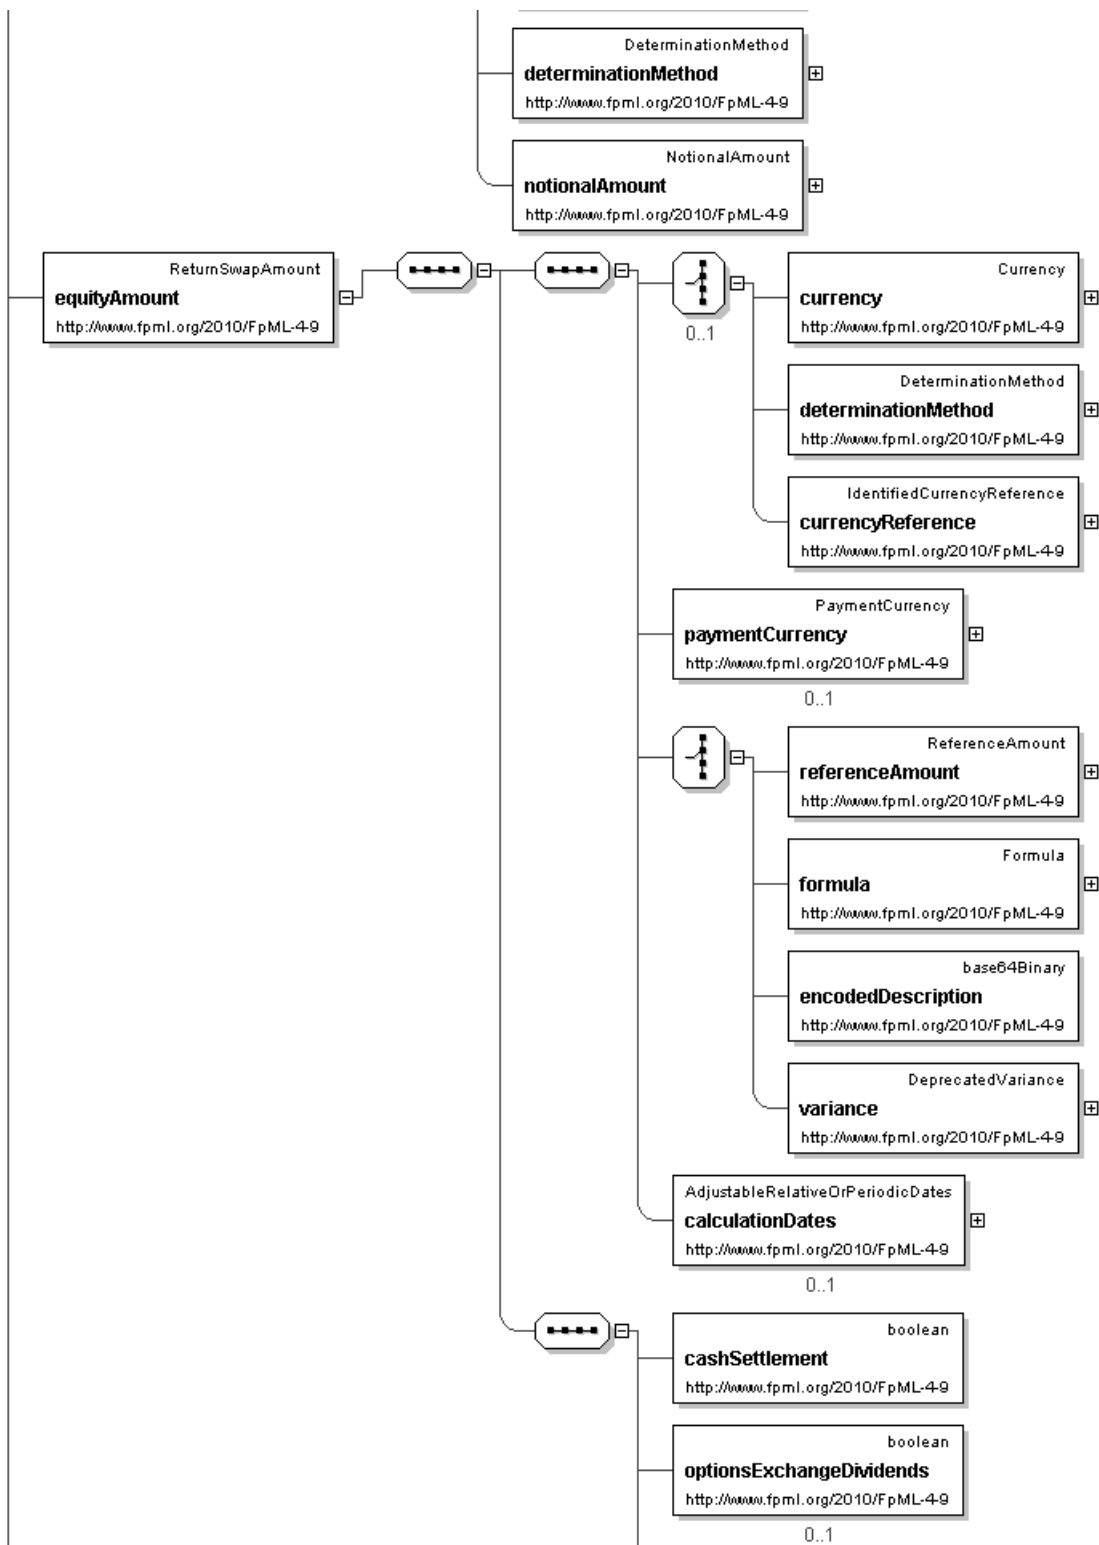 DeterminationMethod
determinationMethod
http://www.fpml.org/2010/FpML-4-9
NotionalAmount
notionalAmount
http://www.fpml.org/2010/FpML-4-9
ReturnSwapAmount
equityAmount
http://www.fpml.org/2010/FpML-4-9
0..1
Currency
currency
http://www.fpml.org/2010/FpML-4-9
DeterminationMethod
determinationMethod
http://www.fpml.org/2010/FpML-4-9
IdentifiedCurrencyReference
currencyReference
http://www.fpml.org/2010/FpML-4-9
PaymentCurrency
paymentCurrency
http://www.fpml.org/2010/FpML-4-9
0..1
ReferenceAmount
referenceAmount
http://www.fpml.org/2010/FpML-4-9
Formula
formula
http://www.fpml.org/2010/FpML-4-9
base64Binary
encodedDescription
http://www.fpml.org/2010/FpML-4-9
DeprecatedVariance
variance
http://www.fpml.org/2010/FpML-4-9
AdjustableRelativeOrPeriodicDates
calculationDates
http://www.fpml.org/2010/FpML-4-9
0..1
boolean
cashSettlement
http://www.fpml.org/2010/FpML-4-9
boolean
optionsExchangeDividends
http://www.fpml.org/2010/FpML-4-9
0..1